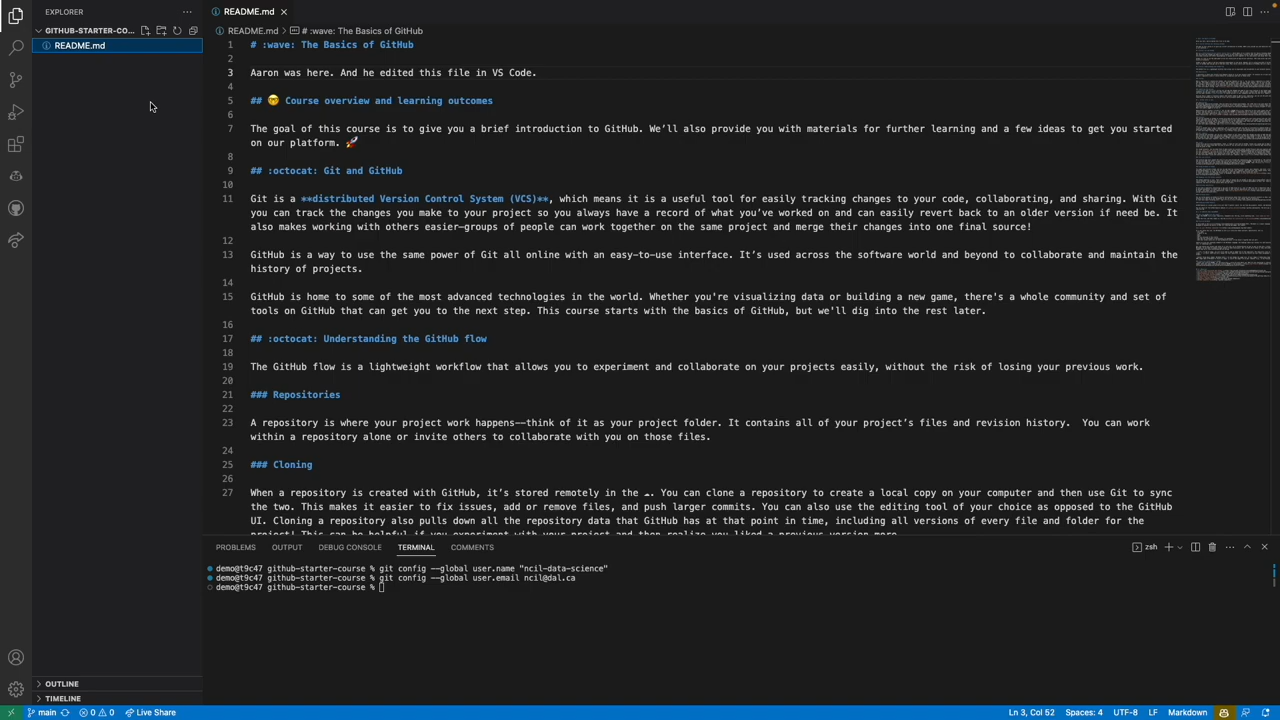 EXPLORER
GITHUB-STARTER-CO...
README.md
README.md
README.md > # :wave: The Basics of GitHub
1 # :wave: The Basics of GitHub
2
3 Aaron was here. And he edited this file in VS Code.
4
5 ## 🤓 Course overview and learning outcomes
6
7 The goal of this course is to give you a brief introduction to GitHub. We'll also provide you with materials for further learning and a few ideas to get you started
on our platform. 🚀
8
9 ## :octocat: Git and GitHub
10
11 Git is a **distributed Version Control System (VCS)**, which means it is a useful tool for easily tracking changes to your code, collaborating, and sharing. With Git
you can track the changes you make to your project so you always have a record of what you've worked on and can easily revert back to an older version if need be. It
also makes working with others easier—groups of people can work together on the same project and merge their changes into one final source!
12
13 GitHub is a way to use the same power of Git all online with an easy-to-use interface. It's used across the software world and beyond to collaborate and maintain the
history of projects.
14
15 GitHub is home to some of the most advanced technologies in the world. Whether you're visualizing data or building a new game, there's a whole community and set of
tools on GitHub that can get you to the next step. This course starts with the basics of GitHub, but we'll dig into the rest later.
16
17 ## :octocat: Understanding the GitHub flow
18
19 The GitHub flow is a lightweight workflow that allows you to experiment and collaborate on your projects easily, without the risk of losing your previous work.
20
21 ### Repositories
22
23 A repository is where your project work happens--think of it as your project folder. It contains all of your project's files and revision history.  You can work
within a repository alone or invite others to collaborate with you on those files.
24
25 ### Cloning
26
27 When a repository is created with GitHub, it's stored remotely in the ☁️. You can clone a repository to create a local copy on your computer and then use Git to sync
the two. This makes it easier to fix issues, add or remove files, and push larger commits. You can also use the editing tool of your choice as opposed to the GitHub
UI. Cloning a repository also pulls down all the repository data that GitHub has at that point in time, including all versions of every file and folder for the
project! This can be helpful if you experiment with your project and then realize you liked a previous version more.
PROBLEMS OUTPUT DEBUG CONSOLE TERMINAL COMMENTS
zsh
demo@t9c47 github-starter-course % git config --global user.name "ncil-data-science"
demo@t9c47 github-starter-course % git config --global user.email ncil@dal.ca
demo@t9c47 github-starter-course %
OUTLINE
TIMELINE
main 0 0 Live Share Ln 3, Col 52 Spaces: 4 UTF-8 LF Markdown